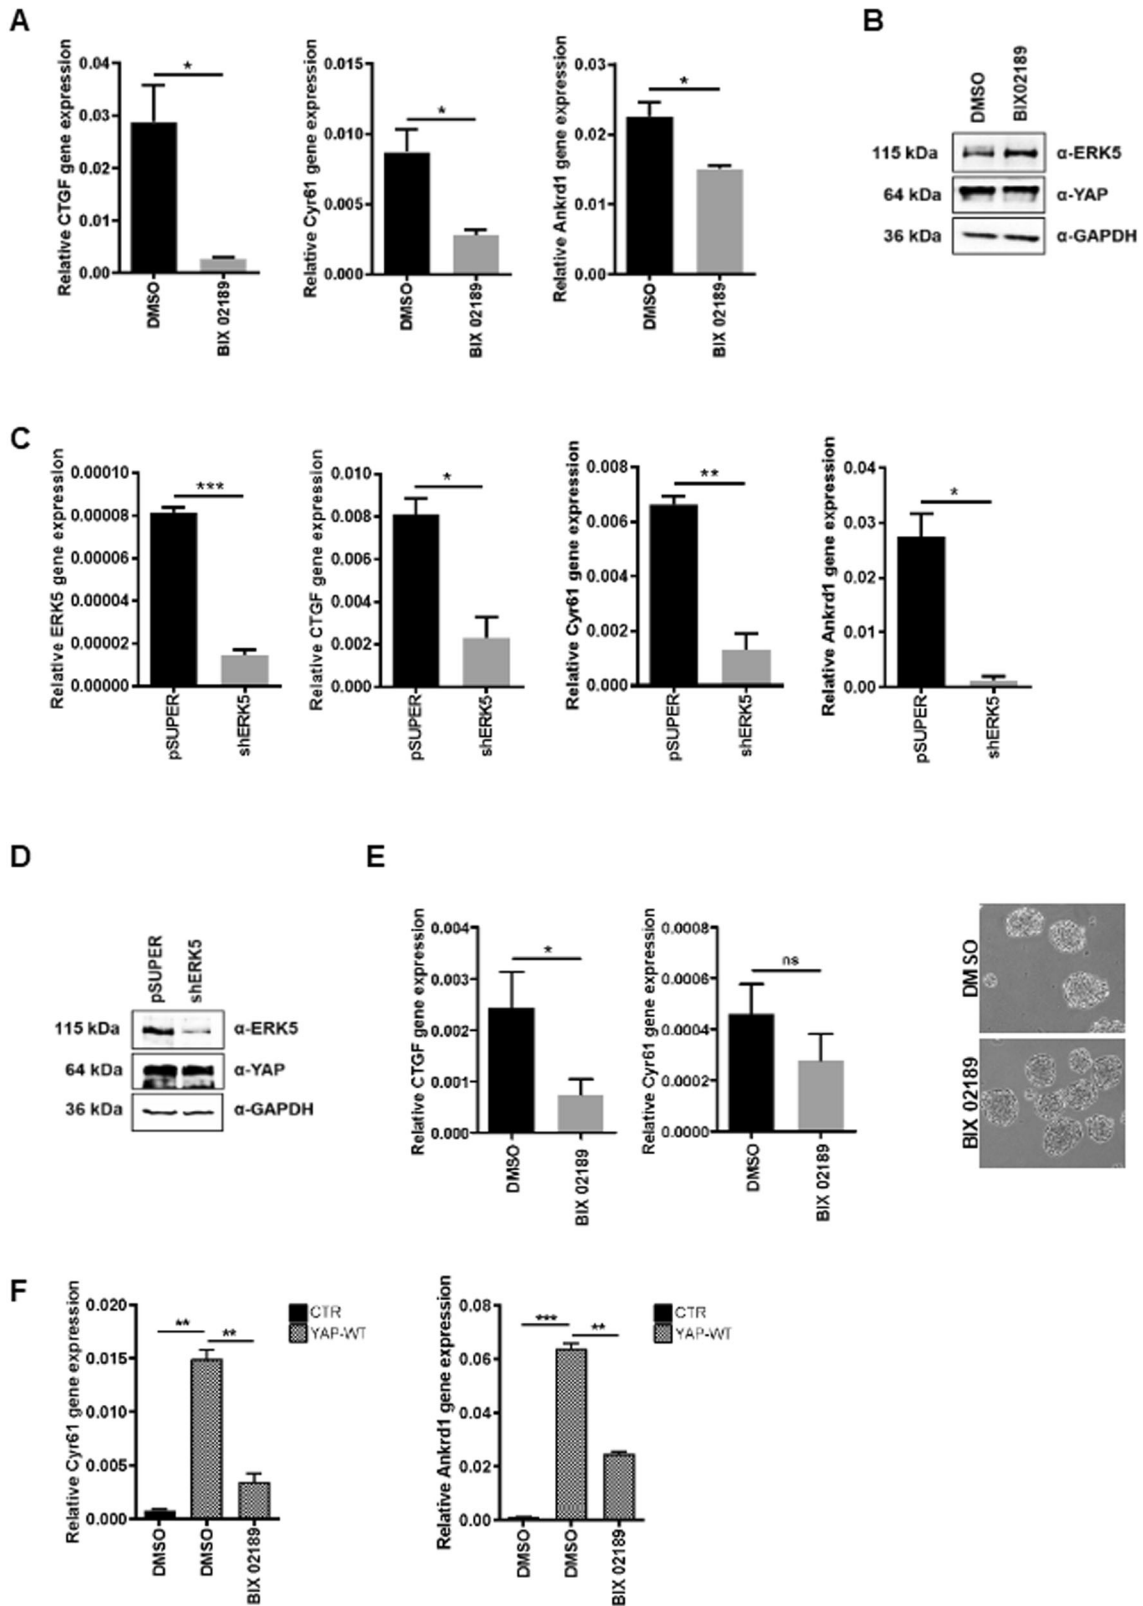 A
Relative CTGF gene expression
0.04
0.03
0.02
0.01
0.00
*
DMSO
BIX 02189
Relative Cyr61 gene expression
0.015
0.010
0.005
0.000
*
DMSO
BIX 02189
Relative Ankrd1 gene expression
0.03
0.02
0.01
0.00
*
DMSO
BIX 02189
B
DMSO
BIX02189
115 kDa
α-ERK5
64 kDa
α-YAP
36 kDa
α-GAPDH
C
Relative ERK5 gene expression
0.00010
0.00008
0.00006
0.00004
0.00002
0.00000
***
pSUPER
shERK5
Relative CTGF gene expression
0.010
0.008
0.006
0.004
0.002
0.000
*
pSUPER
shERK5
Relative Cyr61 gene expression
0.008
0.006
0.004
0.002
0.000
**
pSUPER
shERK5
Relative Ankrd1 gene expression
0.04
0.03
0.02
0.01
0.00
*
pSUPER
shERK5
D
pSUPER
shERK5
115 kDa
α-ERK5
64 kDa
α-YAP
36 kDa
α-GAPDH
E
Relative CTGF gene expression
0.004
0.003
0.002
0.001
0.000
*
DMSO
BIX 02189
Relative Cyr61 gene expression
0.0008
0.0006
0.0004
0.0002
0.0000
ns
DMSO
BIX 02189
DMSO
BIX 02189
F
Relative Cyr61 gene expression
0.020
0.015
0.010
0.005
0.000
**
**
CTR
YAP-WT
DMSO
DMSO
BIX 02189
Relative Ankrd1 gene expression
0.08
0.06
0.04
0.02
0.00
***
**
CTR
YAP-WT
DMSO
DMSO
BIX 02189